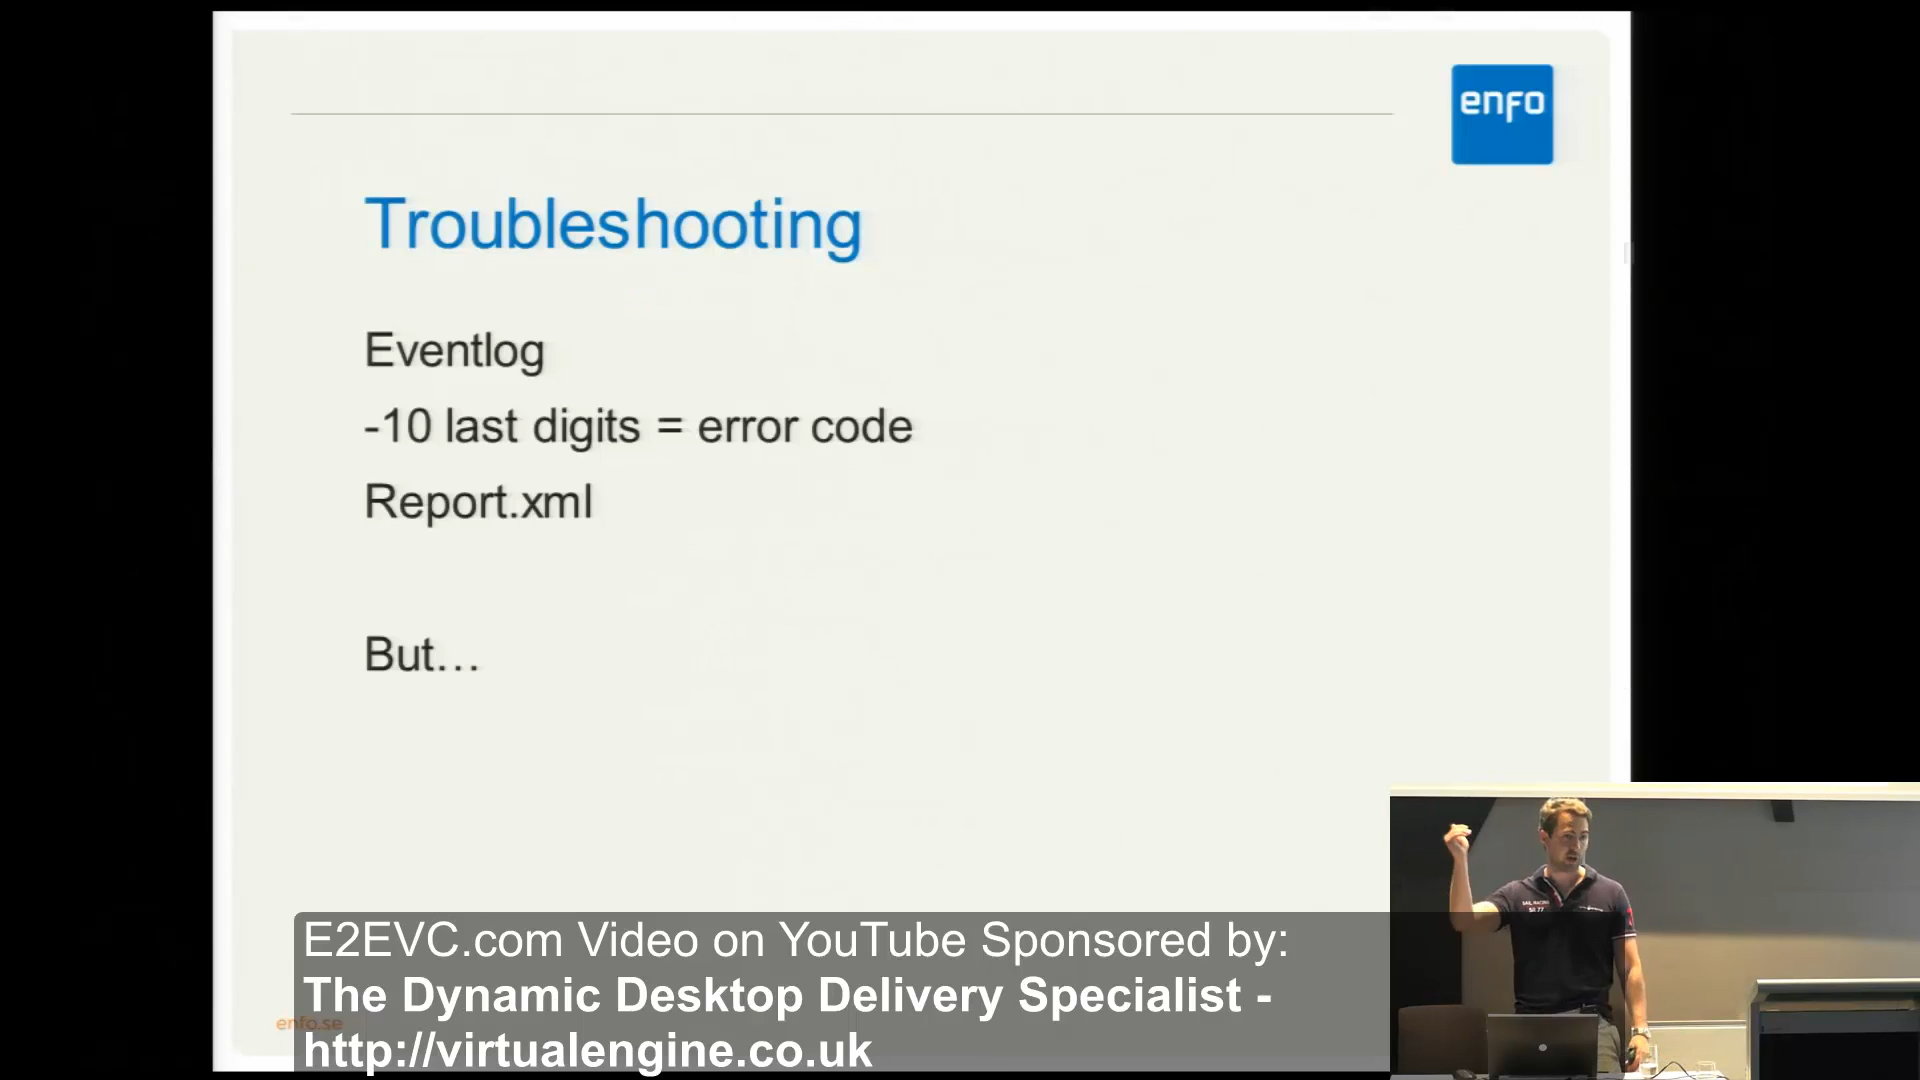 enfo
Troubleshooting
Eventlog
-10 last digits = error code
Report.xml
But…
E2EVC.com Video on YouTube Sponsored by:
The Dynamic Desktop Delivery Specialist -
http://virtualengine.co.uk
enfo.se